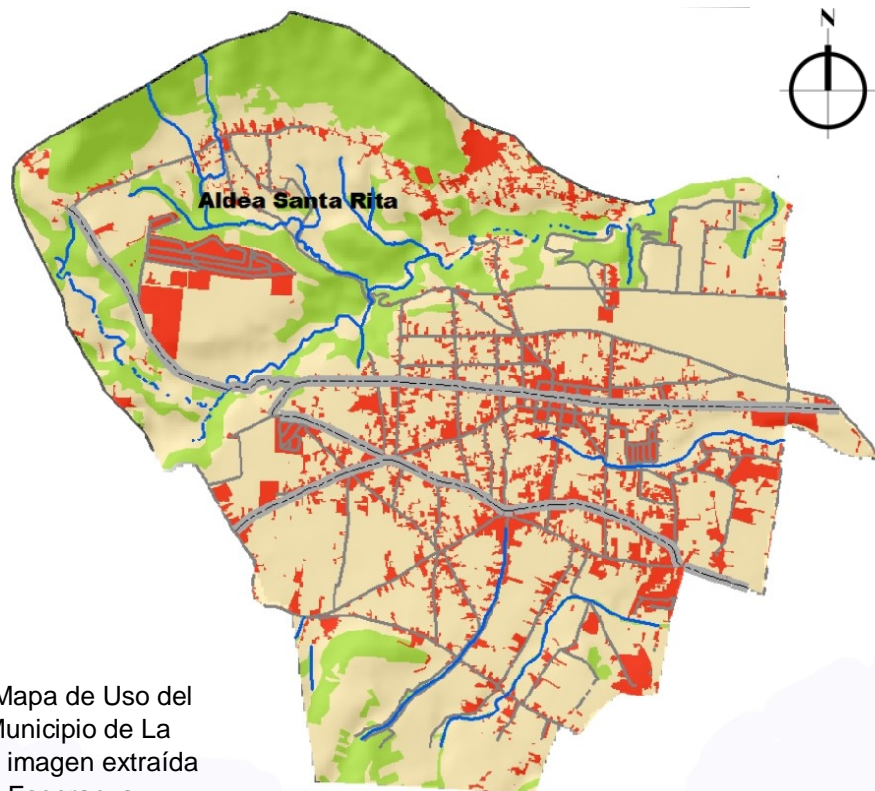 N
Aldea Santa Rita
Mapa de Uso del
Municipio de La
imagen extraída